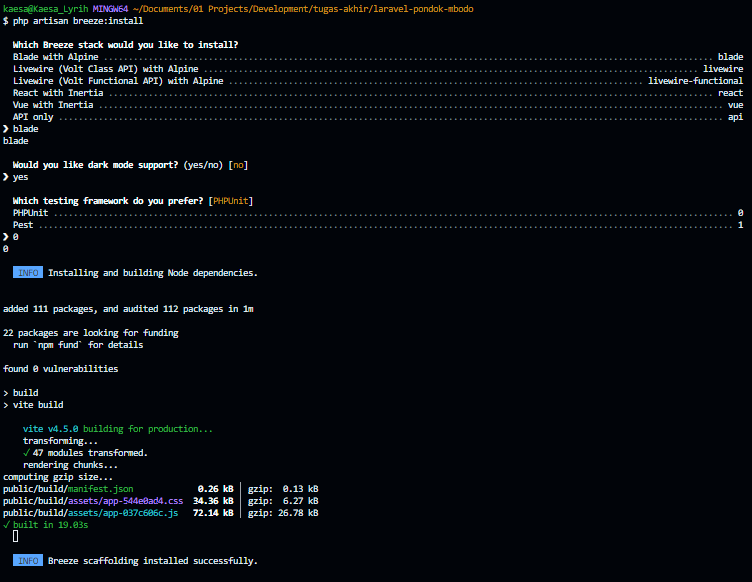 kaesa@Kaesa_Lyrih MINGW64 ~/Documents/01 Projects/Development/tugas-akhir/laravel-pondok-mbodo
$ php artisan breeze:install
Which Breeze stack would you like to install?
Blade with Alpine ........................................ blade
Livewire (Volt Class API) with Alpine ........................................ livewire
Livewire (Volt Functional API) with Alpine ........................................ livewire-functional
React with Inertia ........................................ react
Vue with Inertia ........................................ vue
API only ........................................ api
❯ blade
blade
Would you like dark mode support? (yes/no) [no]
❯ yes
Which testing framework do you prefer? [PHPUnit]
PHPUnit ........................................ 0
Pest ........................................ 1
❯ 0
0
INFO Installing and building Node dependencies.
added 111 packages, and audited 112 packages in 1m
22 packages are looking for funding
run `npm fund` for details
found 0 vulnerabilities
> build
> vite build
vite v4.5.0 building for production...
transforming...
✓ 47 modules transformed.
rendering chunks...
computing gzip size...
public/build/manifest.json 0.26 kB │ gzip: 0.13 kB
public/build/assets/app-544e0ad4.css 34.36 kB │ gzip: 6.27 kB
public/build/assets/app-037c606c.js 72.14 kB │ gzip: 26.78 kB
✓ built in 19.03s
INFO Breeze scaffolding installed successfully.